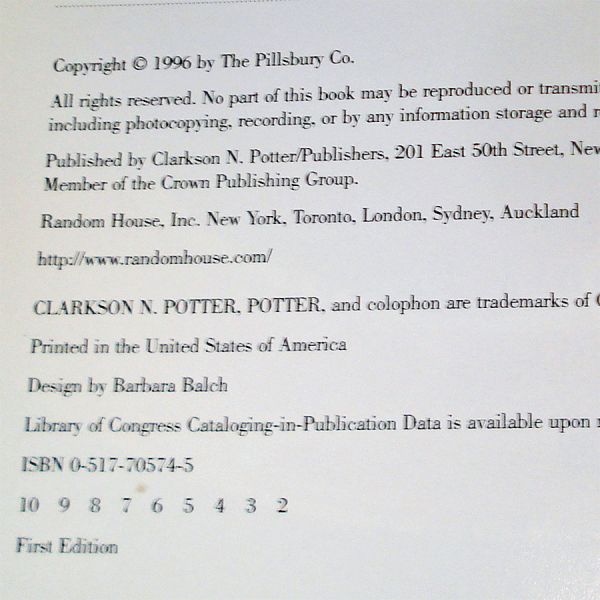 Copyright © 1996 by The Pillsbury Co.
All rights reserved. No part of this book may be reproduced or transmi
including photocopying, recording, or by any information storage and
Published by Clarkson N. Potter/Publishers, 201 East 50th Street, New
Member of the Crown Publishing Group.
Random House, Inc. New York, Toronto, London, Sydney, Auckland
http://www.randomhouse.com/
CLARKSON N. POTTER, POTTER, and colophon are trademarks of
Printed in the United States of America
Design by Barbara Balch
Library of Congress Cataloging-in-Publication Data is available upon
ISBN 0-517-70574-5
10 9 8 7 6 5 4 3 2
First Edition